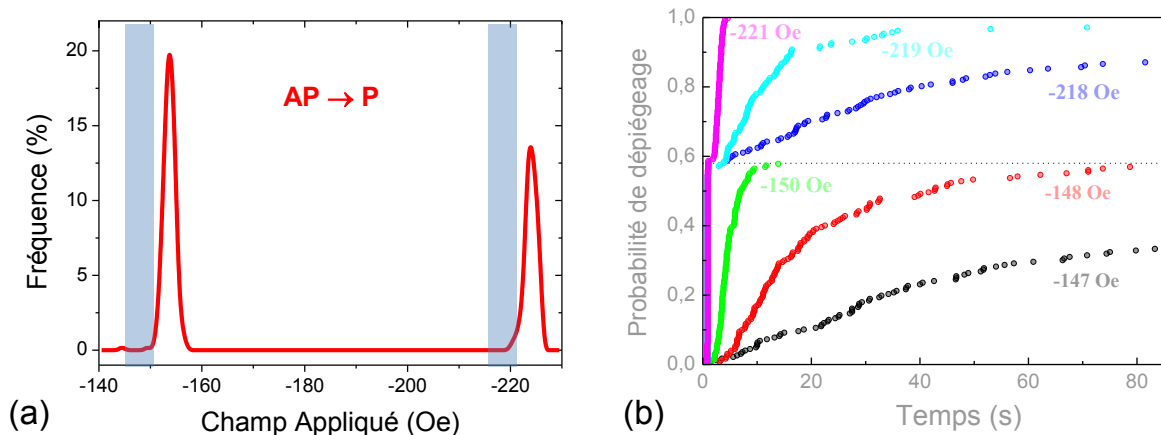 20
15
10
5
0
Fréquence (%)
AP → P
-140
-160
-180
-200
-220
Champ Appliqué (Oe)
(a)
1,0
0,8
0,6
0,4
0,2
0,0
Probabilité de dépiégeage
-221 Oe
-219 Oe
-218 Oe
-150 Oe
-148 Oe
-147 Oe
0
20
40
60
80
Temps (s)
(b)